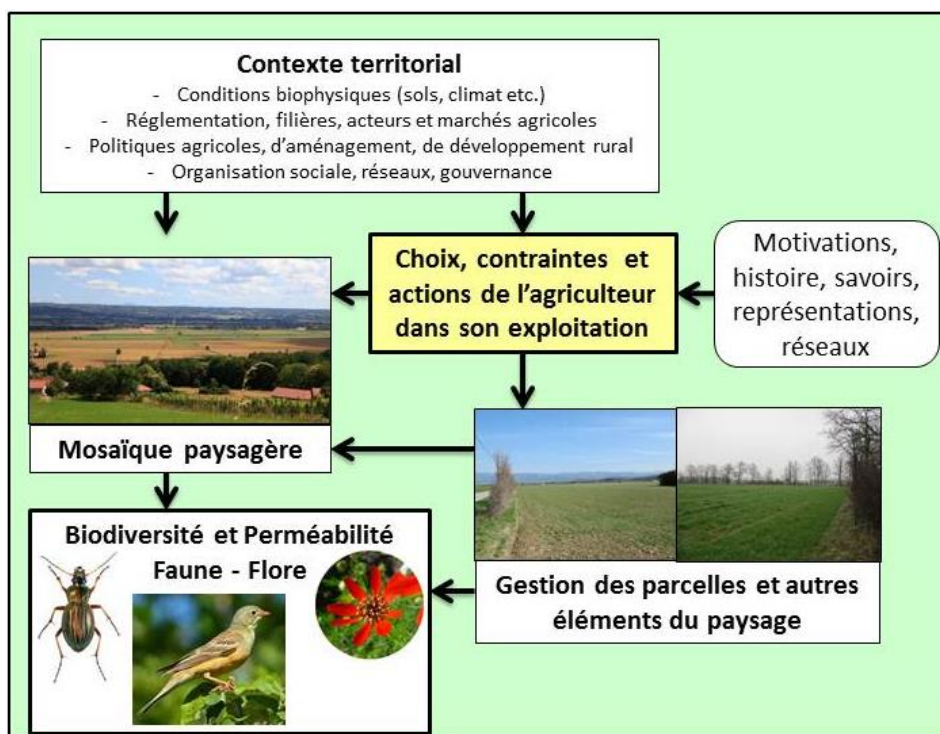 Contexte territorial
- Conditions biophysiques (sols, climat etc.)
- Réglementation, filières, acteurs et marchés agricoles
- Politiques agricoles, d’aménagement, de développement rural
- Organisation sociale, réseaux, gouvernance
Choix, contraintes et
actions de l’agriculteur
dans son exploitation
Motivations,
histoire, savoirs,
représentations,
réseaux
Mosaïque paysagère
Biodiversité et Perméabilité
Faune - Flore
Gestion des parcelles et autres
éléments du paysage